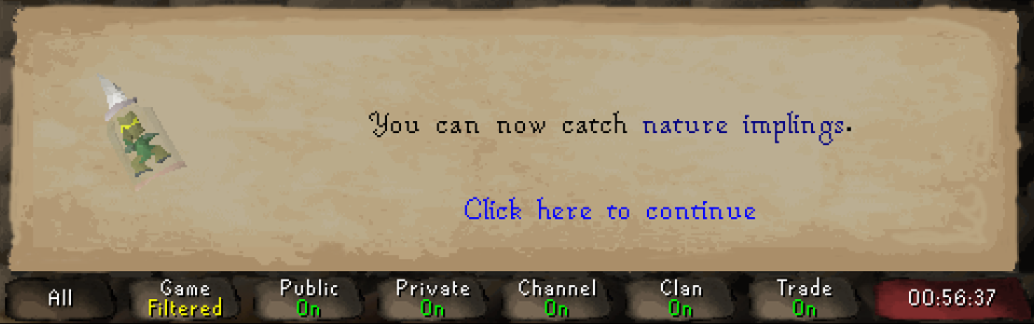 You can now catch nature implings.
Click here to continue
All
Game
Filtered
Public
On
Private
On
Channel
On
Clan
On
Trade
On
00:56:37